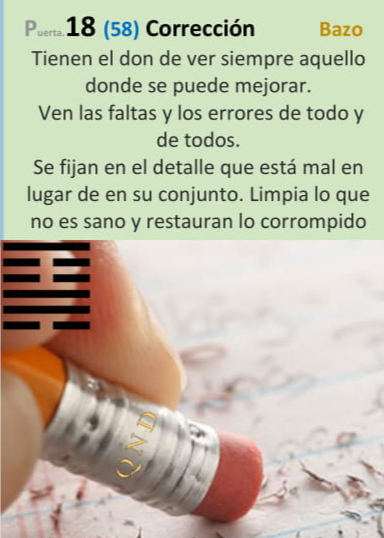 Puerta.18 (58) Corrección Bazo
Tienen el don de ver siempre aquello
donde se puede mejorar.
Ven las faltas y los errores de todo y
de todos.
Se fijan en el detalle que está mal en
lugar de en su conjunto. Limpia lo que
no es sano y restauran lo corrompido
QND